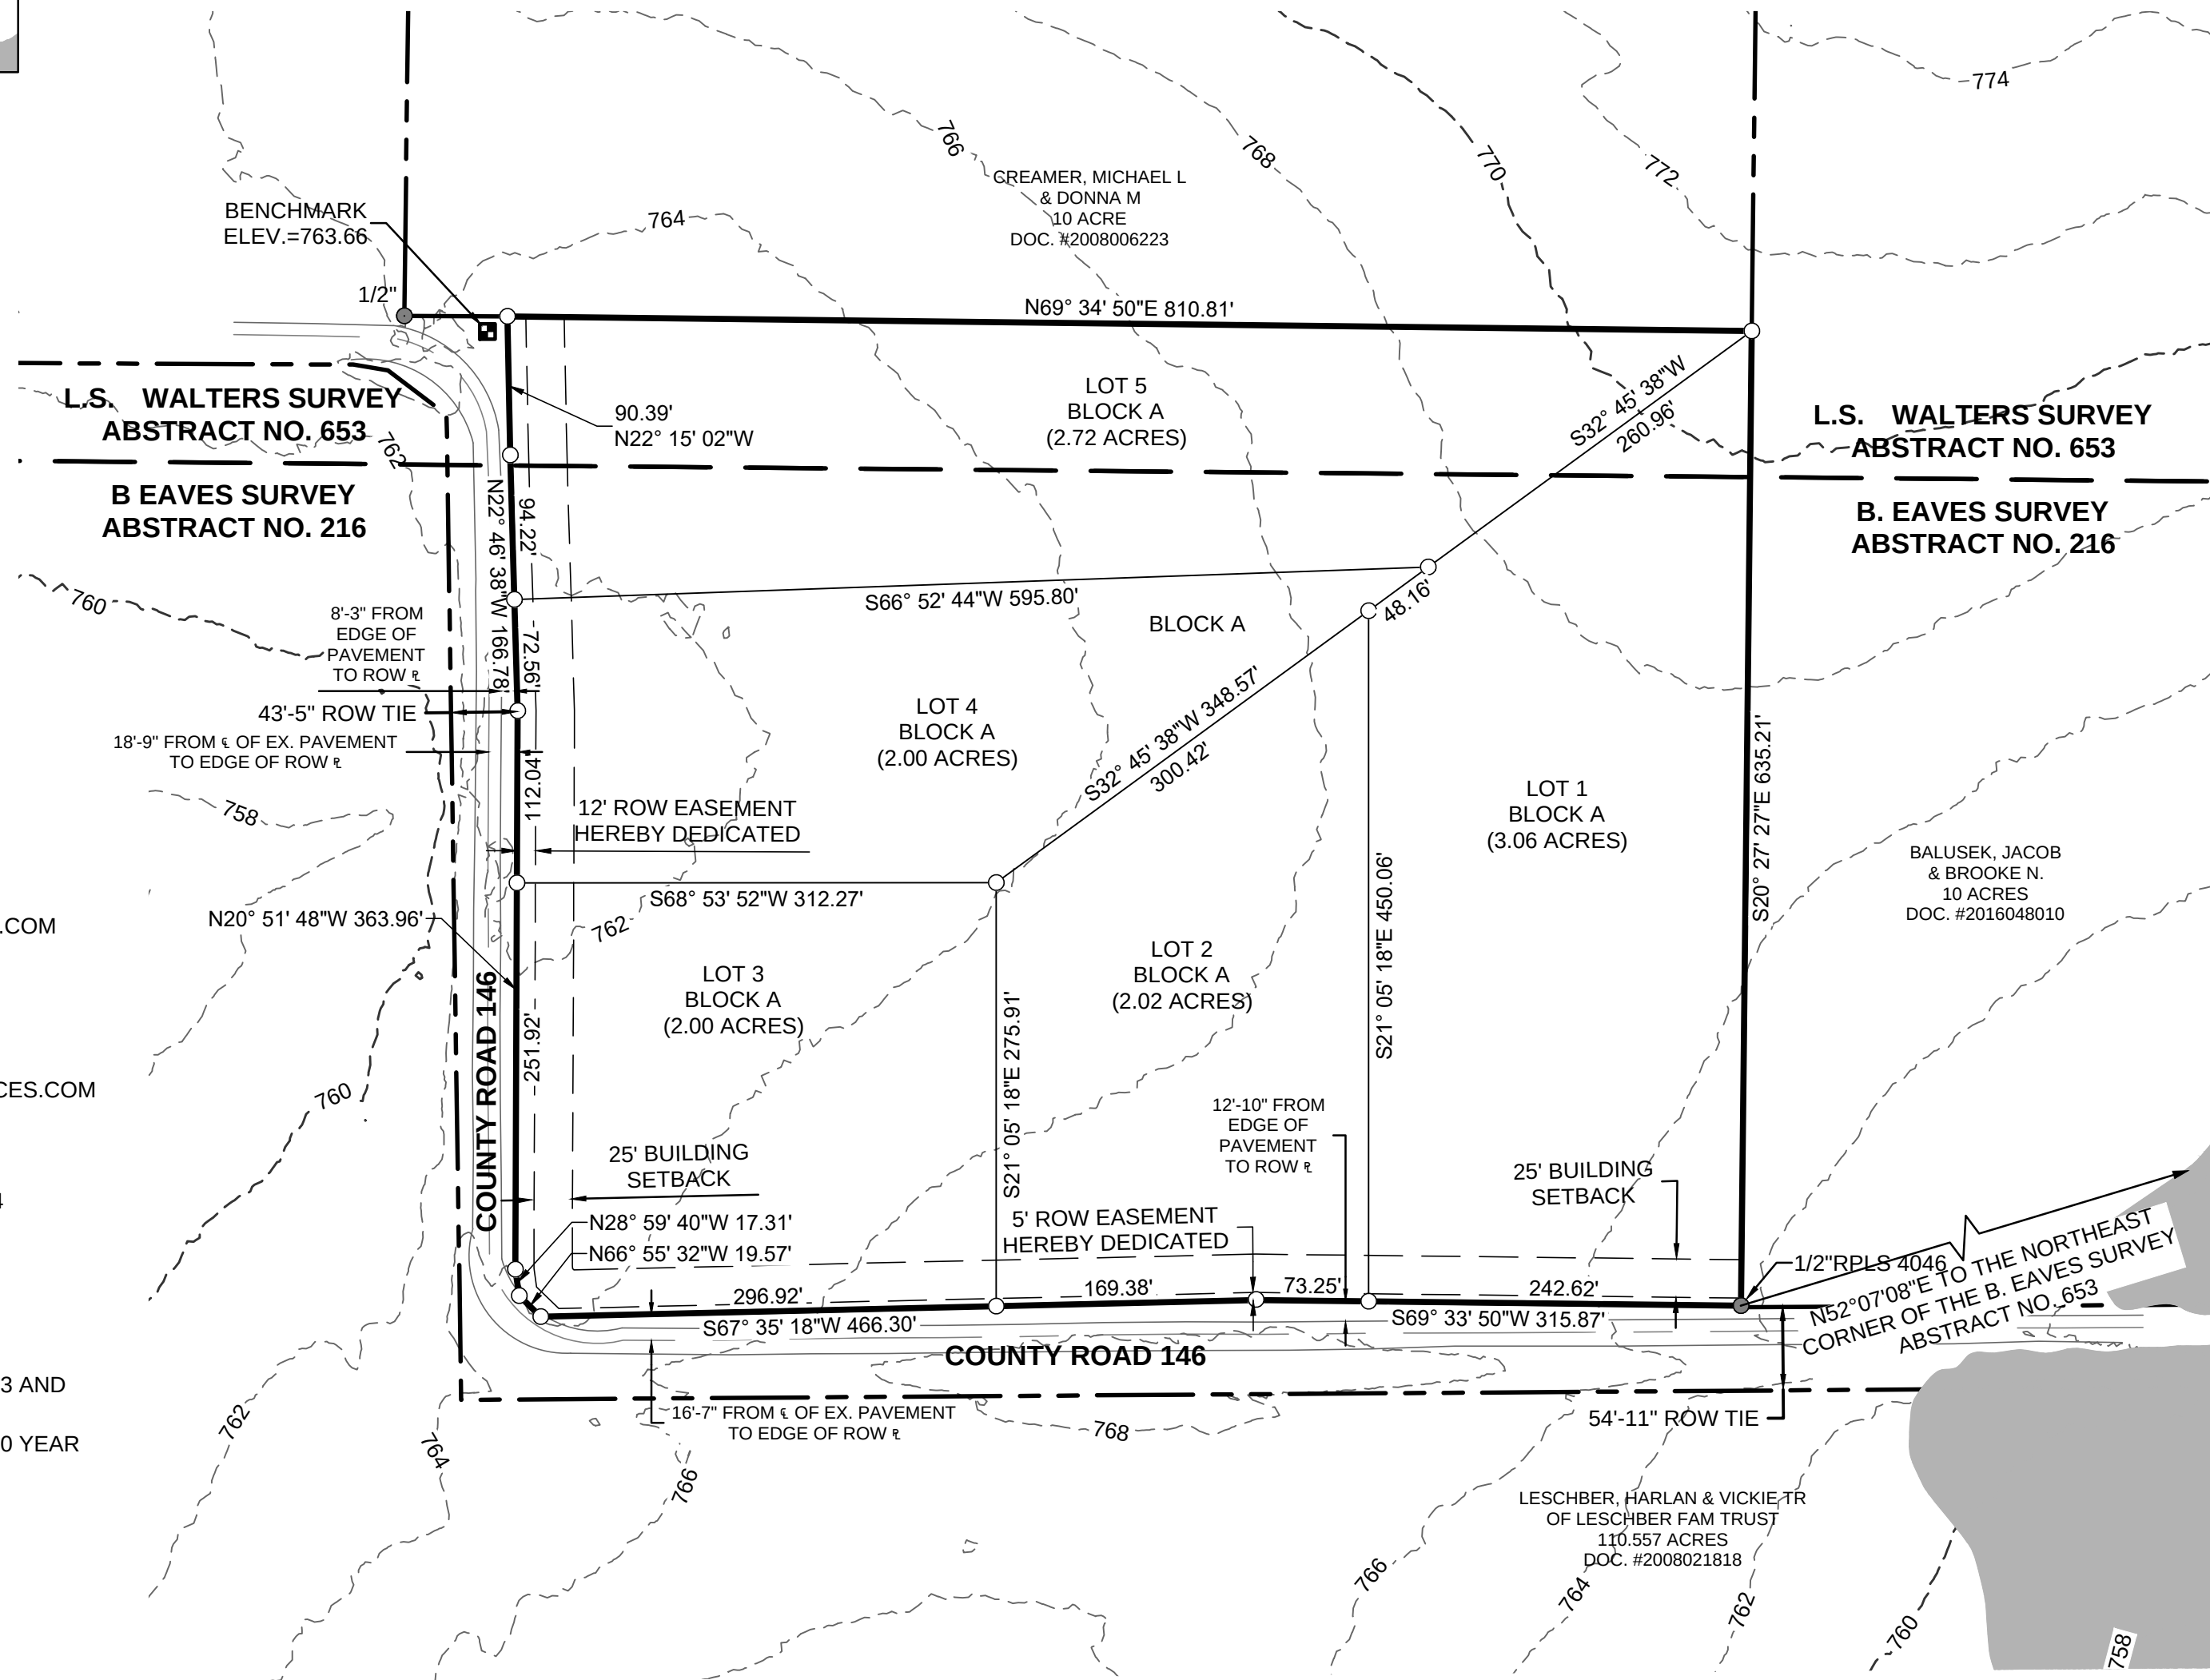 774
766
768
770
772
CREAMER, MICHAEL L
& DONNA M
10 ACRE
DOC. #2008006223
BENCHMARK
ELEV.=763.66
764
1/2"
N69° 34' 50"E 810.81'
L.S. WALTERS SURVEY
ABSTRACT NO. 653
762
90.39'
N22° 15' 02"W
LOT 5
BLOCK A
(2.72 ACRES)
S32° 45' 38"W
260.96'
L.S. WALTERS SURVEY
ABSTRACT NO. 653
B EAVES SURVEY
ABSTRACT NO. 216
B. EAVES SURVEY
ABSTRACT NO. 216
N22° 46' 38"W 166.78'
94.22'
760
8'-3" FROM
EDGE OF
PAVEMENT
TO ROW ℄
S66° 52' 44"W 595.80'
BLOCK A
48.16'
72.56'
43'-5" ROW TIE
18'-9" FROM ℄ OF EX. PAVEMENT
TO EDGE OF ROW ℄
LOT 4
BLOCK A
(2.00 ACRES)
S32° 45' 38"W 348.57'
300.42'
LOT 1
BLOCK A
(3.06 ACRES)
S20° 27' 27"E 635.21'
758
112.04'
12' ROW EASEMENT
HEREBY DEDICATED
BALUSEK, JACOB
& BROOKE N.
10 ACRES
DOC. #2016048010
S68° 53' 52"W 312.27'
N20° 51' 48"W 363.96'
762
.COM
LOT 3
BLOCK A
(2.00 ACRES)
LOT 2
BLOCK A
(2.02 ACRES)
S21° 05' 18"E 450.06'
COUNTY ROAD 146
251.92'
S21° 05' 18"E 275.91'
CES.COM
760
12'-10" FROM
EDGE OF
PAVEMENT
TO ROW ℄
25' BUILDING
SETBACK
25' BUILDING
SETBACK
N28° 59' 40"W 17.31'
N66° 55' 32"W 19.57'
5' ROW EASEMENT
HEREBY DEDICATED
1/2"RPLS 4046
N52°07'08"E TO THE NORTHEAST
CORNER OF THE B. EAVES SURVEY
ABSTRACT NO. 653
296.92'
169.38'
73.25'
242.62'
S67° 35' 18"W 466.30'
S69° 33' 50"W 315.87'
COUNTY ROAD 146
3 AND
0 YEAR
762
764
766
16'-7" FROM ℄ OF EX. PAVEMENT
TO EDGE OF ROW ℄
768
54'-11" ROW TIE
LESCHBER, HARLAN & VICKIE TR
OF LESCHBER FAM TRUST
110.557 ACRES
DOC. #2008021818
766
764
762
760
758